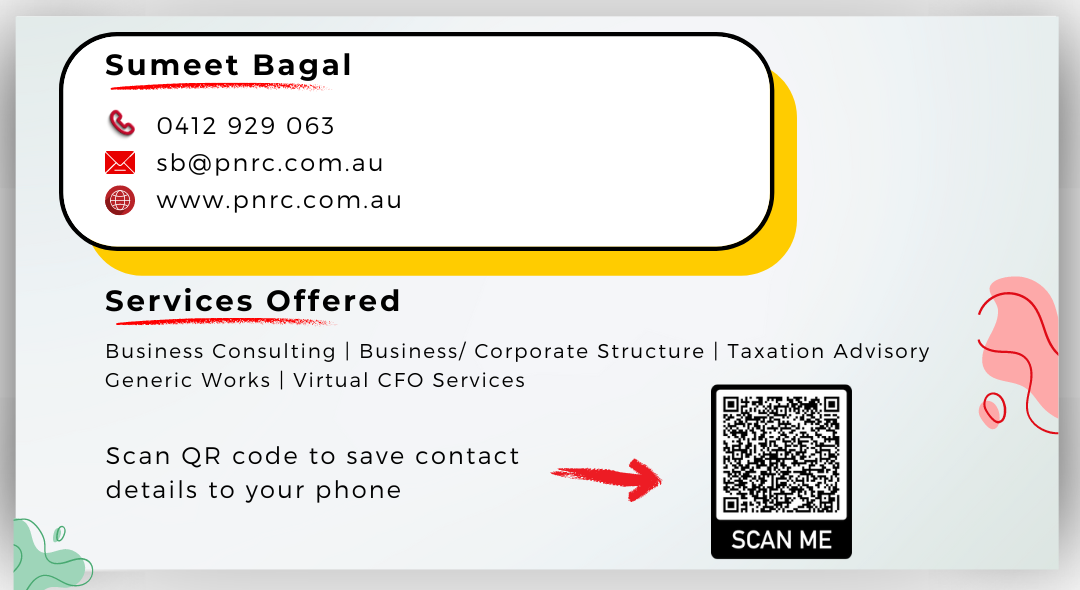 Sumeet Bagal
0412 929 063
sb@pnrc.com.au
www.pnrc.com.au
Services Offered
Business Consulting | Business/ Corporate Structure | Taxation Advisory
Generic Works | Virtual CFO Services
Scan QR code to save contact
details to your phone
SCAN ME